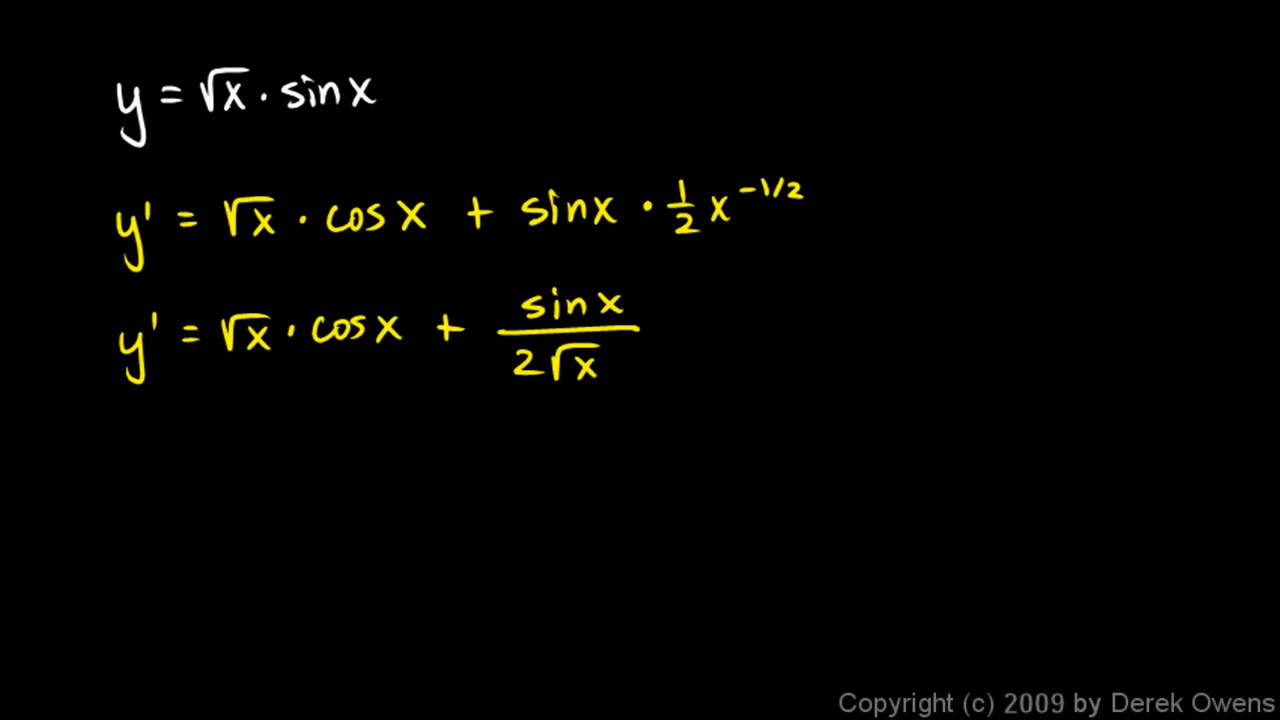 y = √x · sin x
y' = √x · cos x + sin x · 1/2 x^(-1/2)
y' = √x · cos x + sin x / 2√x
Copyright (c) 2009 by Derek Owens